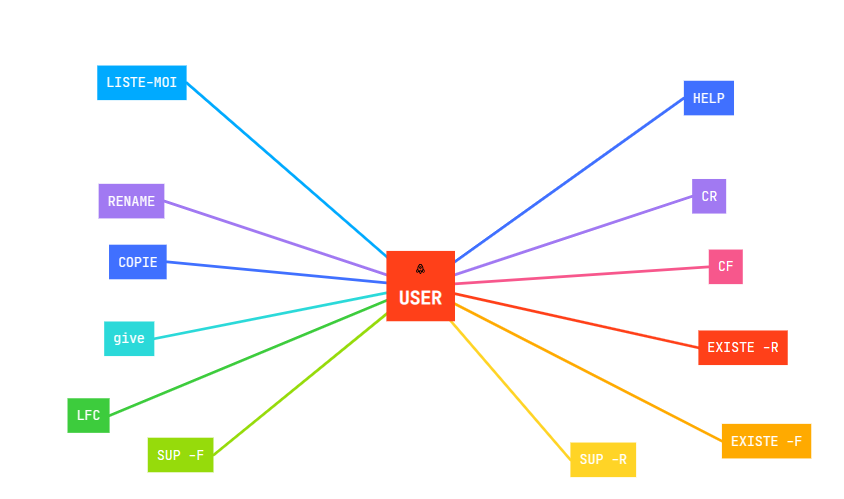 LISTE-MOI
HELP
RENAME
CR
COPIE
CF
USER
give
EXISTE -R
LFC
EXISTE -F
SUP -F
SUP -R